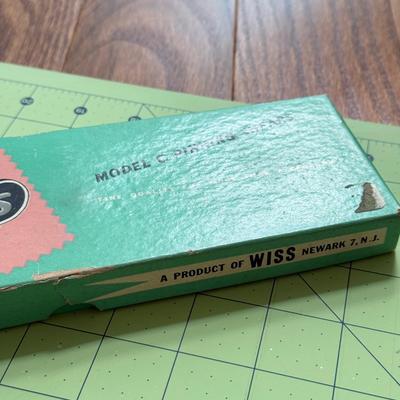 S
MODEL C PINKING SHEARS
A PRODUCT OF WISS NEWARK 7, N.J.